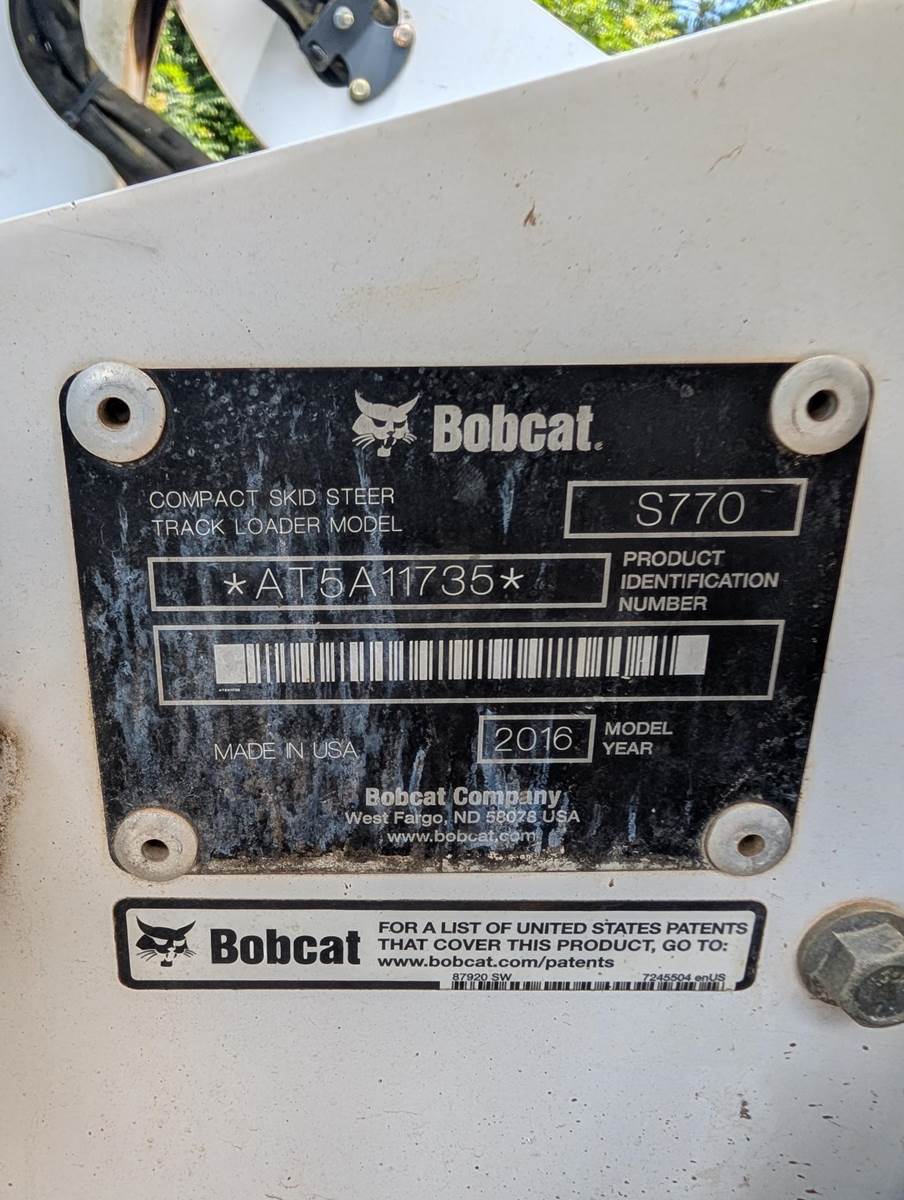 Bobcat.
COMPACT SKID STEER
TRACK LOADER MODEL
S770
*AT5A11735*
PRODUCT
IDENTIFICATION
NUMBER
MADE IN USA
2016
MODEL
YEAR
Bobcat Company
West Fargo, ND 58078 USA
www.bobcat.com
Bobcat
FOR A LIST OF UNITED STATES PATENTS
THAT COVER THIS PRODUCT, GO TO:
www.bobcat.com/patents
87920 SW
7245504 enUS